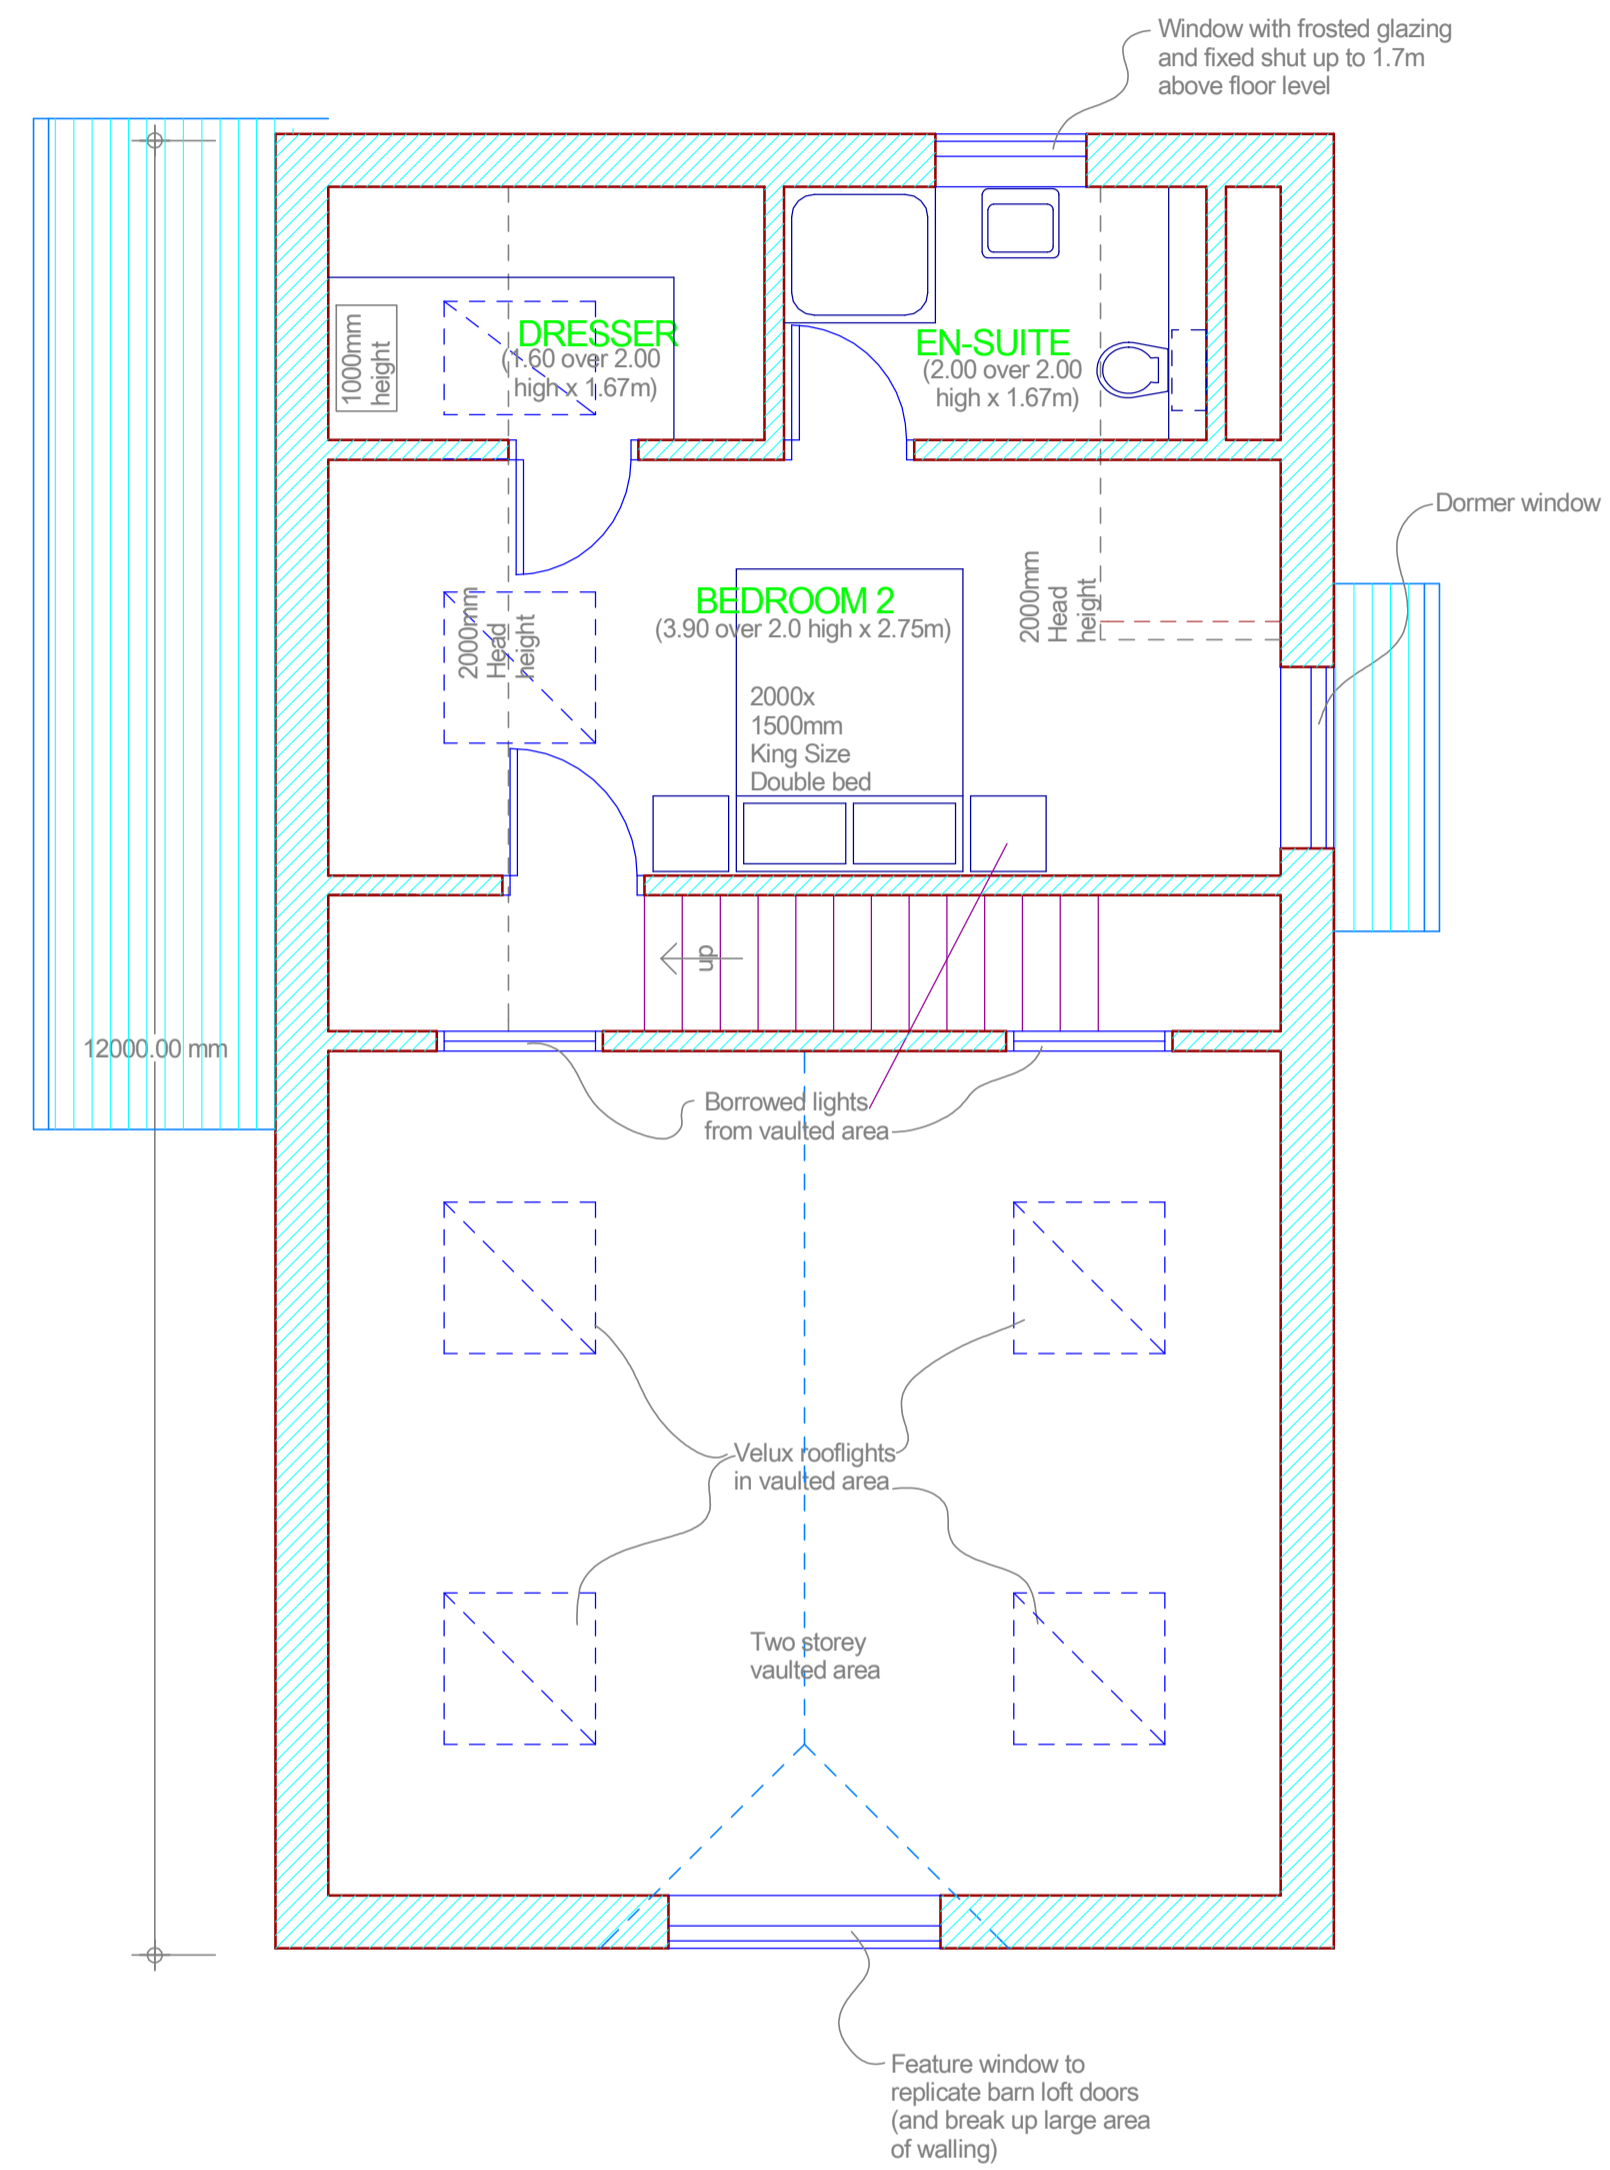 Window with frosted glazing
and fixed shut up to 1.7m
above floor level
1000mm
height
DRESSER
(1.60 over 2.00
high x 1.67m)
EN-SUITE
(2.00 over 2.00
high x 1.67m)
Dormer window
2000mm
Head
height
BEDROOM 2
(3.90 over 2.0 high x 2.75m)
2000mm
Head
height
2000x
1500mm
King Size
Double bed
up
12000.00 mm
Borrowed lights
from vaulted area
Velux rooflights
in vaulted area
Two storey
vaulted area
Feature window to
replicate barn loft doors
(and break up large area
of walling)